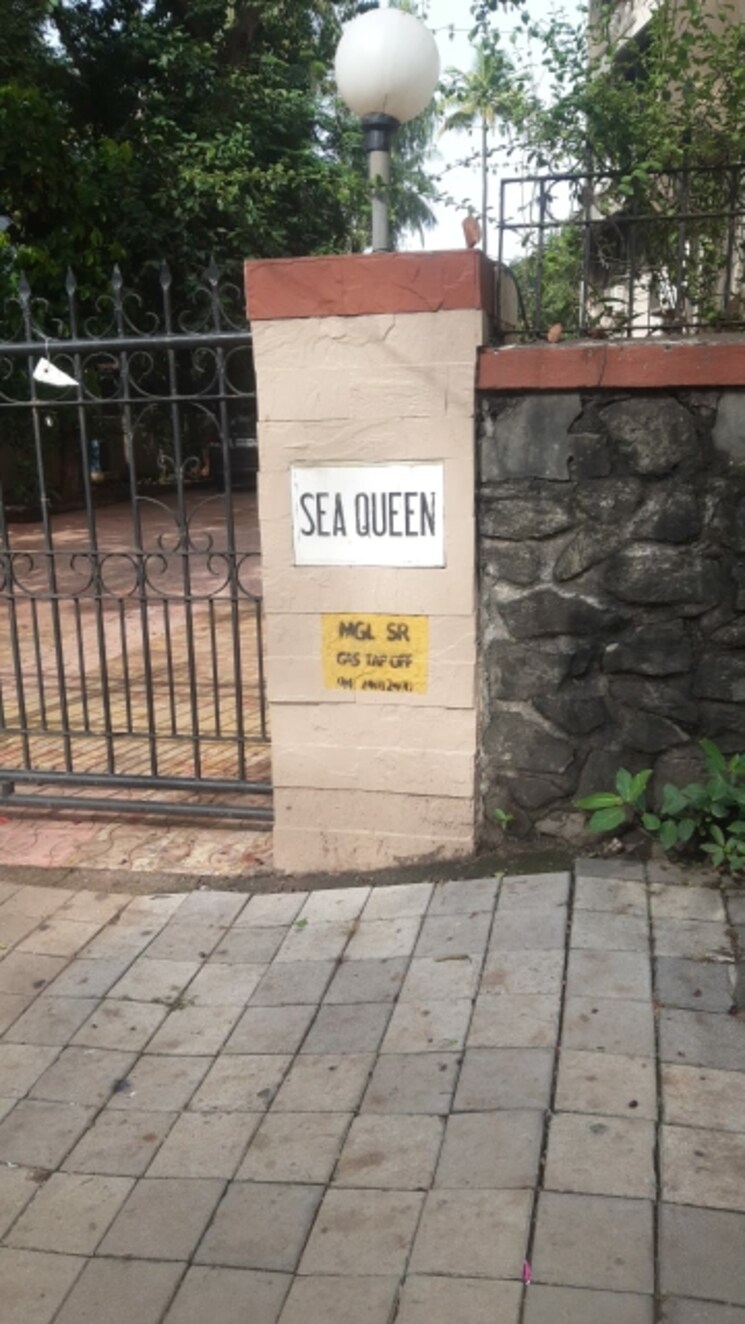 SEA QUEEN
MGL SR
GAS TAP OFF